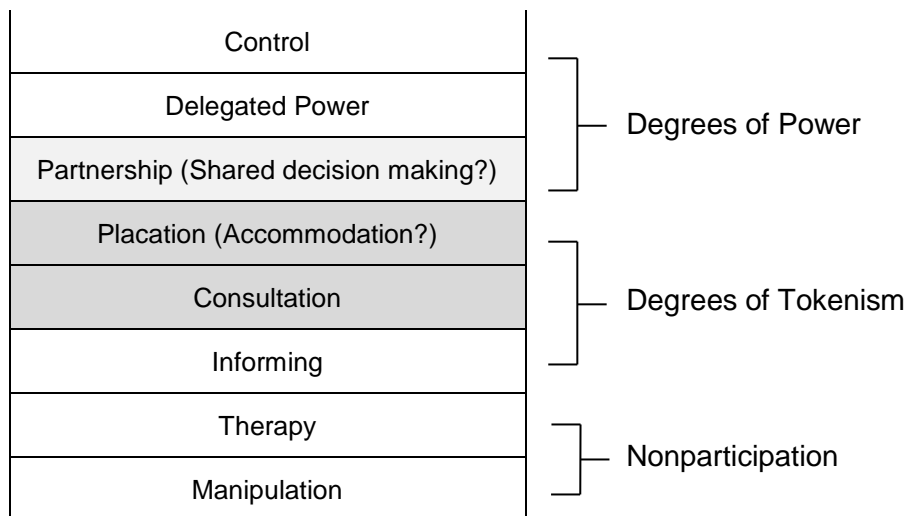 Control
Delegated Power
Partnership (Shared decision making?)
Placation (Accommodation?)
Consultation
Informing
Therapy
Manipulation
Degrees of Power
Degrees of Tokenism
Nonparticipation